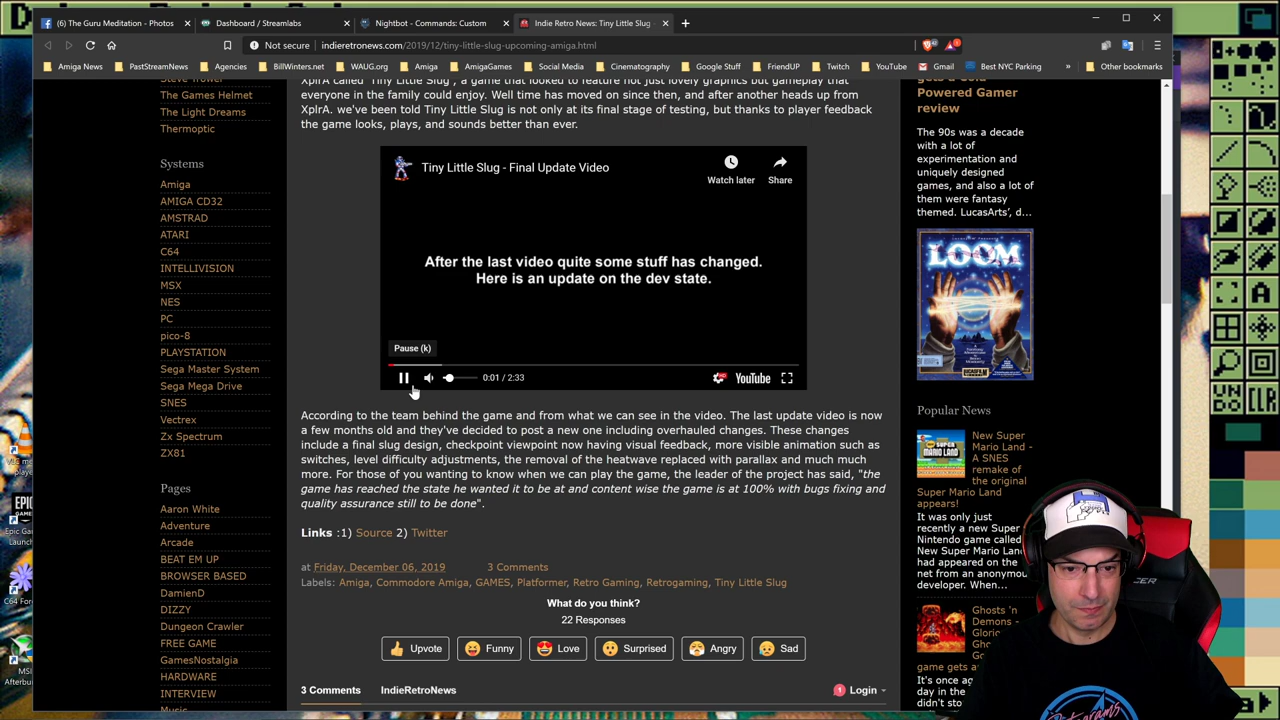 (6) The Guru Meditation - Photos
Dashboard / Streamlabs
Nightbot - Commands: Custom
Indie Retro News: Tiny Little Slug -
Not secure
indieretronews.com/2019/12/tiny-little-slug-upcoming-amiga.html
Amiga News
PastStreamNews
Agencies
BillWinters.net
WAUG.org
Amiga
AmigaGames
Social Media
Cinematography
Google Stuff
FriendUP
Twitch
YouTube
Gmail
Best NYC Parking
Other bookmarks
The Games Helmet
The Light Dreams
Thermoptic
Systems
Amiga
AMIGA CD32
AMSTRAD
ATARI
C64
INTELLIVISION
MSX
NES
PC
pico-8
PLAYSTATION
Sega Master System
Sega Mega Drive
SNES
Vectrex
Zx Spectrum
ZX81
Pages
Aaron White
Adventure
Arcade
BEAT EM UP
BROWSER BASED
DamienD
DIZZY
Dungeon Crawler
FREE GAME
GamesNostalgia
HARDWARE
INTERVIEW
Music
XplrA called 'Tiny Little Slug', a game that looked to feature not just lovely graphics but gameplay that
everyone in the family could enjoy. Well time has moved on since then, and after another heads up from
XplrA. we've been told Tiny Little Slug is not only at its final stage of testing, but thanks to player feedback
the game looks, plays, and sounds better than ever.
Tiny Little Slug - Final Update Video
Watch later
Share
After the last video quite some stuff has changed.
Here is an update on the dev state.
Pause (k)
0:01 / 2:33
YouTube
According to the team behind the game and from what we can see in the video. The last update video is now
a few months old and they've decided to post a new one including overhauled changes. These changes
include a final slug design, checkpoint viewpoint now having visual feedback, more visible animation such as
switches, level difficulty adjustments, the removal of the heatwave replaced with parallax and much much
more. For those of you wanting to know when we can play the game, the leader of the project has said, "the
game has reached the state he wanted it to be at and content wise the game is at 100% with bugs fixing and
quality assurance still to be done".
Links :1) Source 2) Twitter
at Friday, December 06, 2019
3 Comments
Labels: Amiga, Commodore Amiga, GAMES, Platformer, Retro Gaming, Retrogaming, Tiny Little Slug
What do you think?
22 Responses
Upvote
Funny
Love
Surprised
Angry
Sad
3 Comments
IndieRetroNews
1
Login
Powered Gamer
review
The 90s was a decade
with a lot of
experimentation and
uniquely designed
games, and also a lot of
them were fantasy
themed. LucasArts', d...
LOOM
Popular News
New Super
Mario Land -
A SNES
remake of
the original
Super Mario Land
appears!
It was only just
recently a new Super
Nintendo game called
New Super Mario Land
had appeared on the
net from an anonymou
developer. When...
Ghosts 'n
Demons -
Glorio
game gets a
It's once ag
day in the
didn't sto
CLR